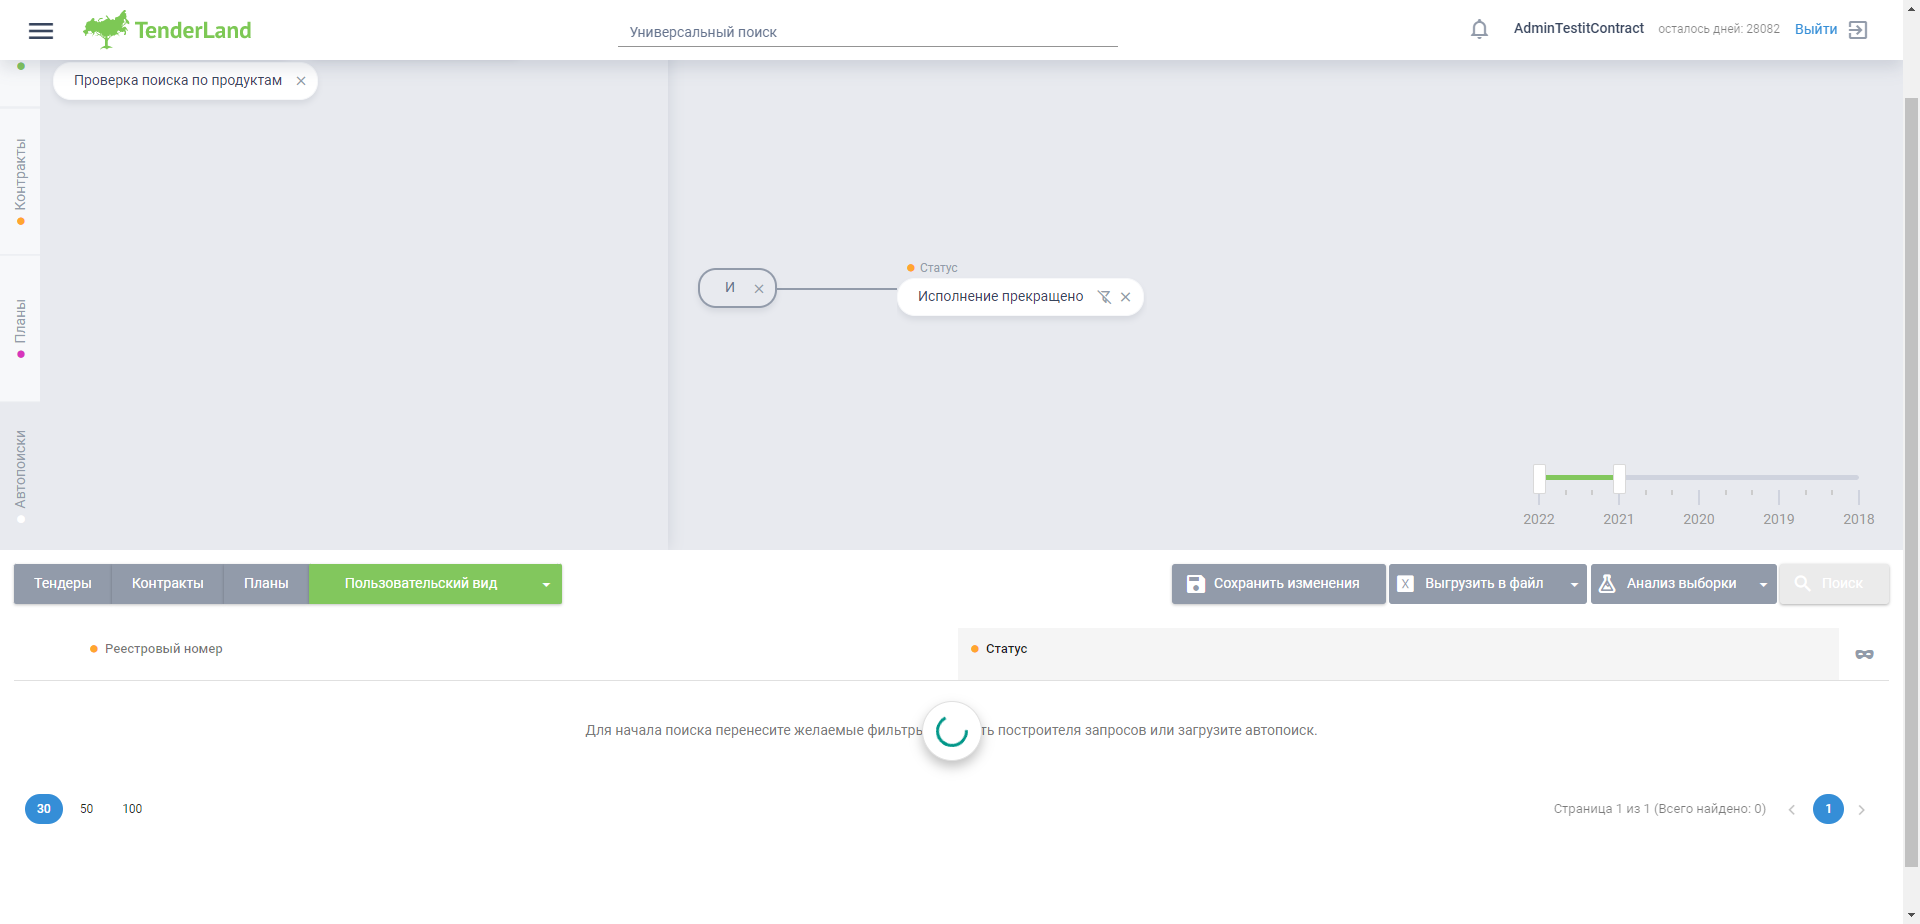 TenderLand
Универсальный поиск
AdminTestitContract
осталось дней: 28082
Выйти
Проверка поиска по продуктам
Контракты
Планы
Автопоиски
И
Статус
Исполнение прекращено
2022
2021
2020
2019
2018
Тендеры
Контракты
Планы
Пользовательский вид
Сохранить изменения
X
Выгрузить в файл
Анализ выборки
Поиск
Реестровый номер
Статус
Для начала поиска перенесите желаемые фильтры ть построителя запросов или загрузите автопоиск.
30
50
100
Страница 1 из 1 (Всего найдено: 0)
1